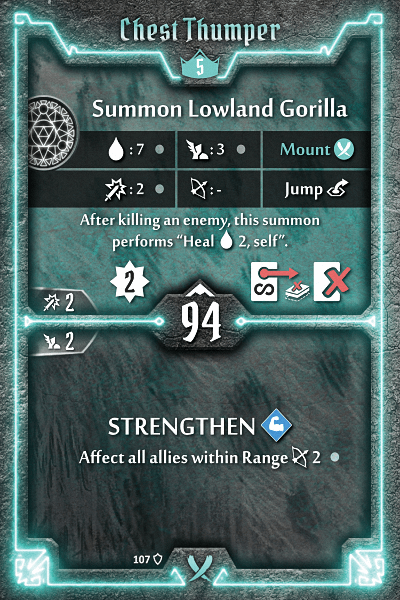 Chest Thumper
5
Summon Lowland Gorilla
: 7 : 3 Mount
: 2 : - Jump
After killing an enemy, this summon
performs “Heal 2, self”.
2
2
94
2
STRENGTHEN
Affect all allies within Range 2
107